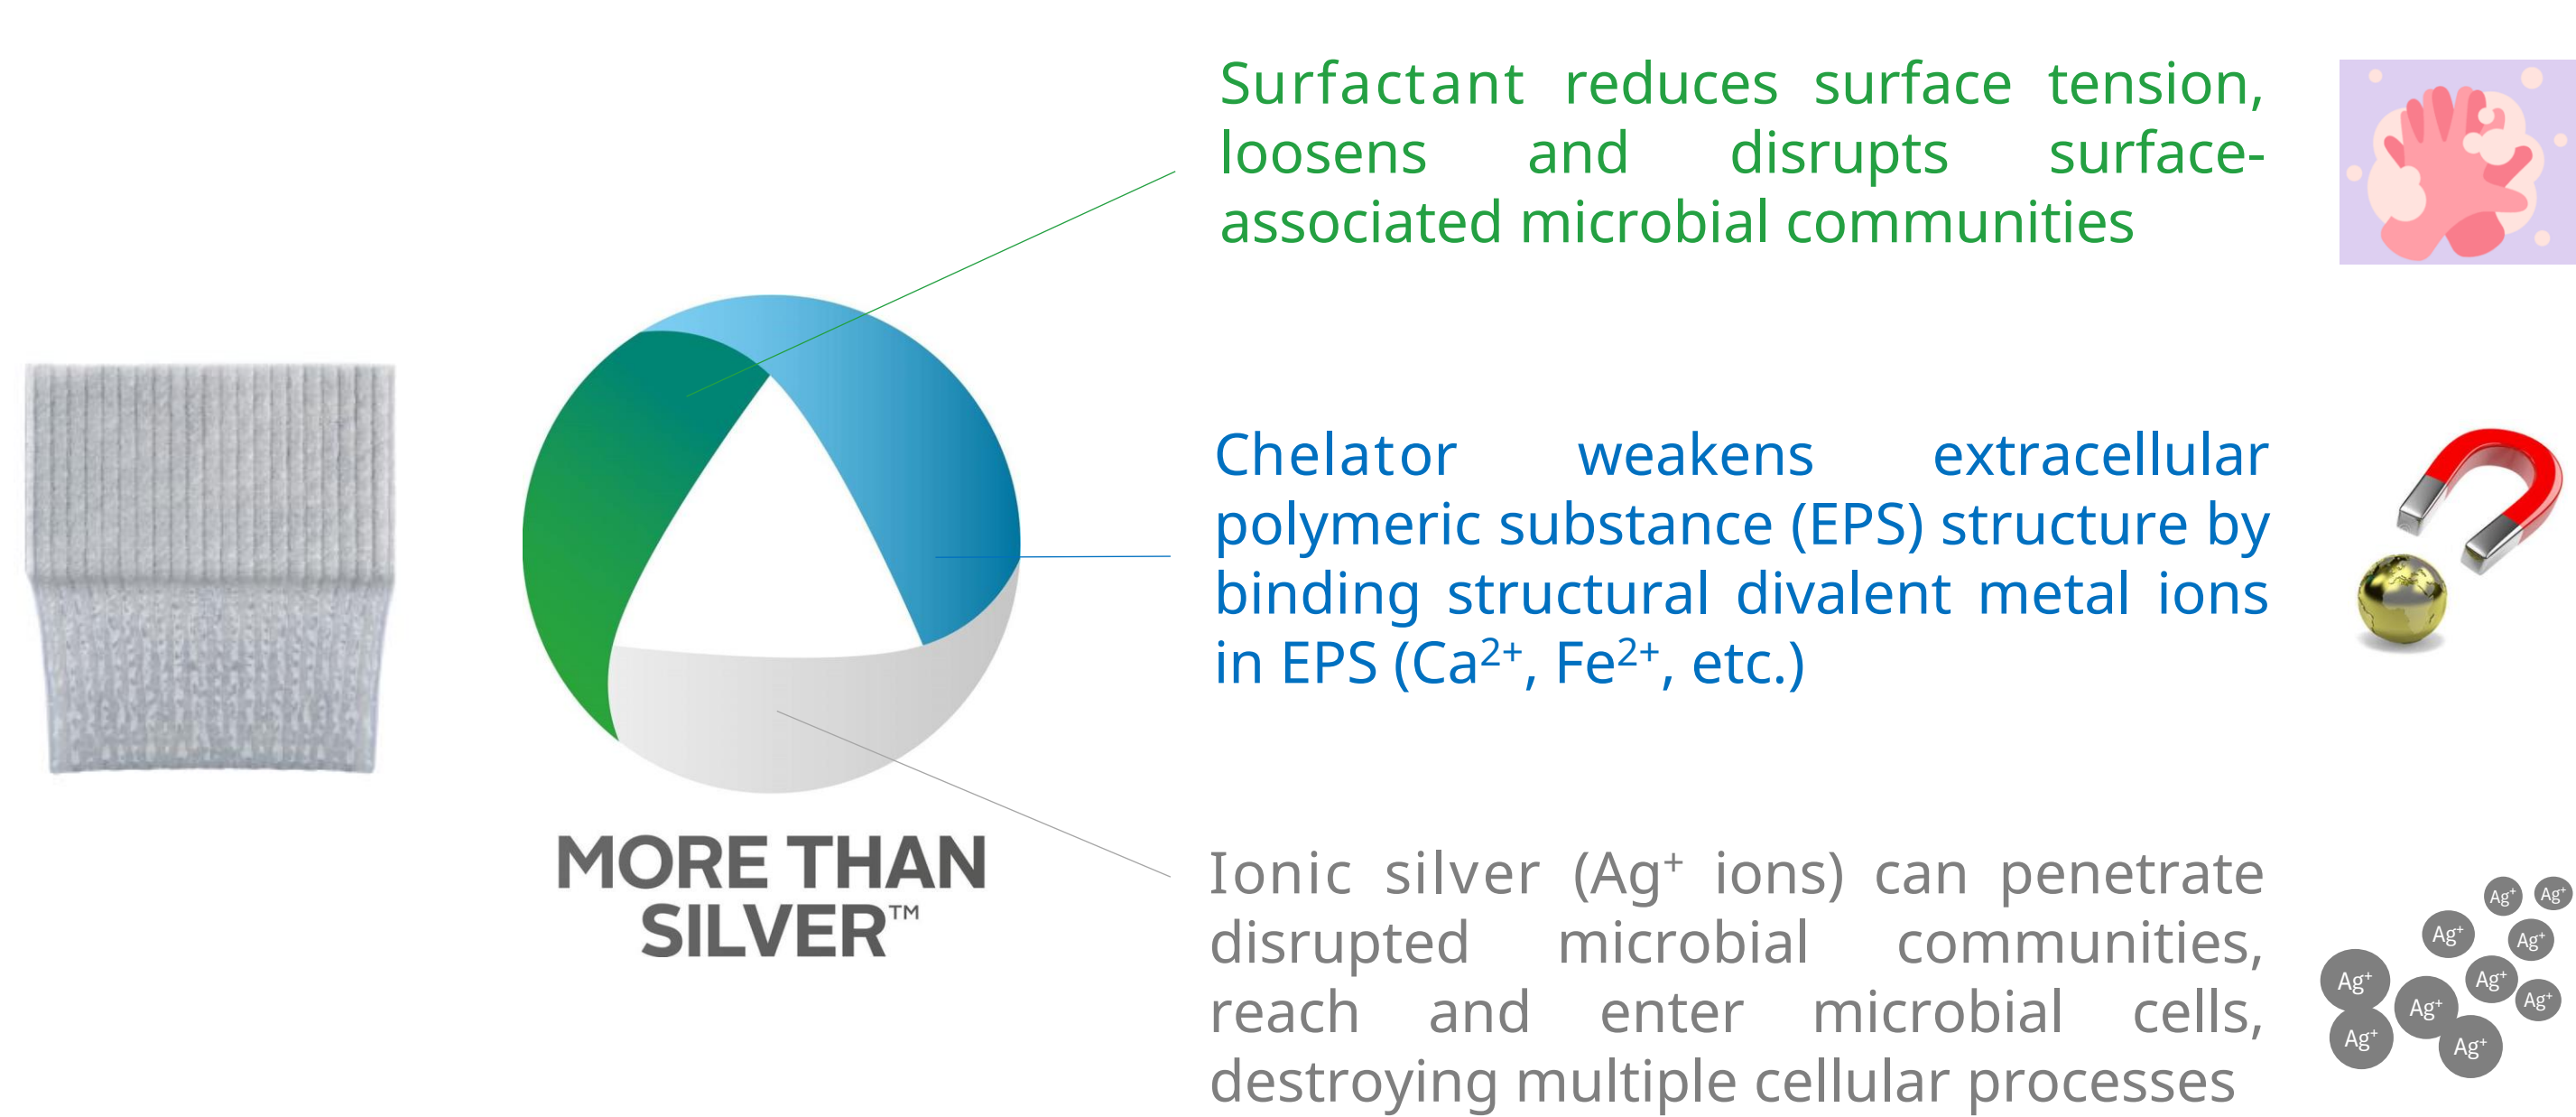 Surfactant reduces surface tension,
loosens and disrupts surface-
associated microbial communities
Chelator weakens extracellular
polymeric substance (EPS) structure by
binding structural divalent metal ions
in EPS (Ca²⁺, Fe²⁺, etc.)
MORE THAN
SILVER™
Ionic silver (Ag⁺ ions) can penetrate
disrupted microbial communities,
reach and enter microbial cells,
destroying multiple cellular processes
Ag⁺
Ag⁺
Ag⁺
Ag⁺
Ag⁺
Ag⁺
Ag⁺
Ag⁺
Ag⁺
Ag⁺